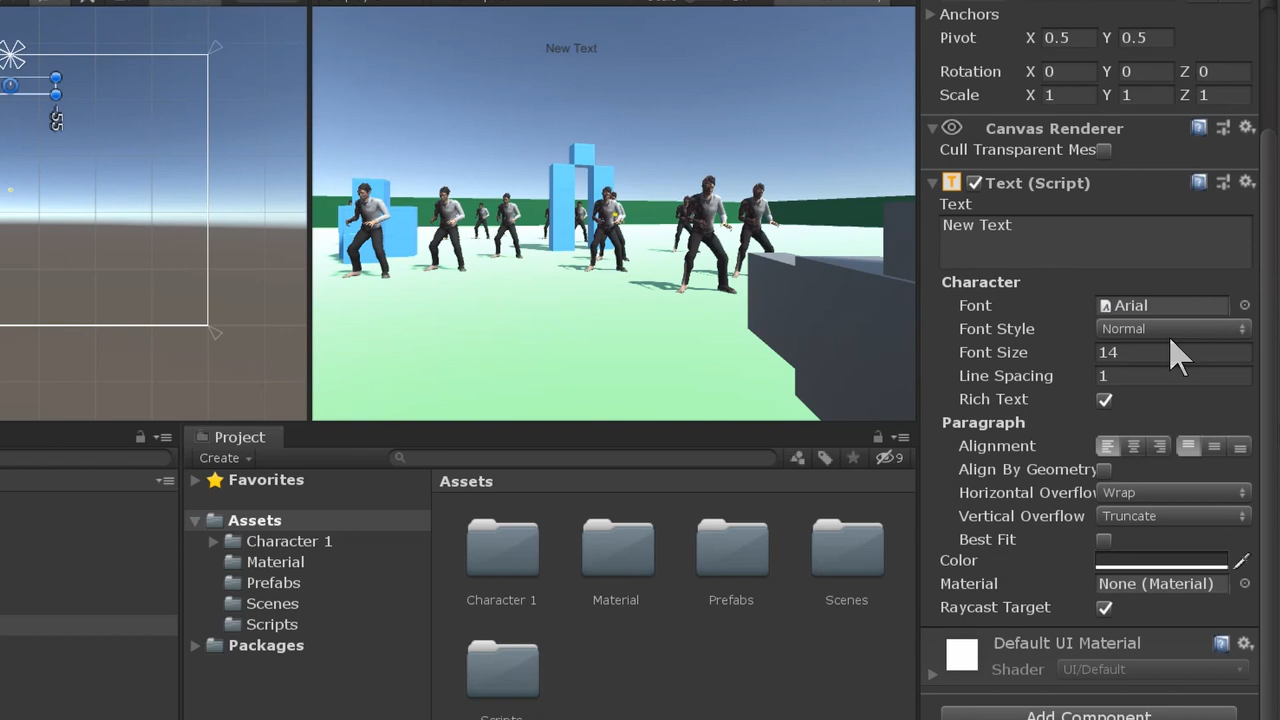 New Text
-55
Project
Create
9
Favorites
Assets
Character 1
Material
Prefabs
Scenes
Scripts
Packages
Assets
Character 1
Material
Prefabs
Scenes
Scripts
Anchors
Pivot X 0.5 Y 0.5
Rotation X 0 Y 0 Z 0
Scale X 1 Y 1 Z 1
Canvas Renderer
Cull Transparent Mes
T Text (Script)
Text
New Text
Character
Font Arial
Font Style Normal
Font Size 14
Line Spacing 1
Rich Text
Paragraph
Alignment
Align By Geometry
Horizontal Overflow Wrap
Vertical Overflow Truncate
Best Fit
Color
Material None (Material)
Raycast Target
Default UI Material
Shader UI/Default
Add Component